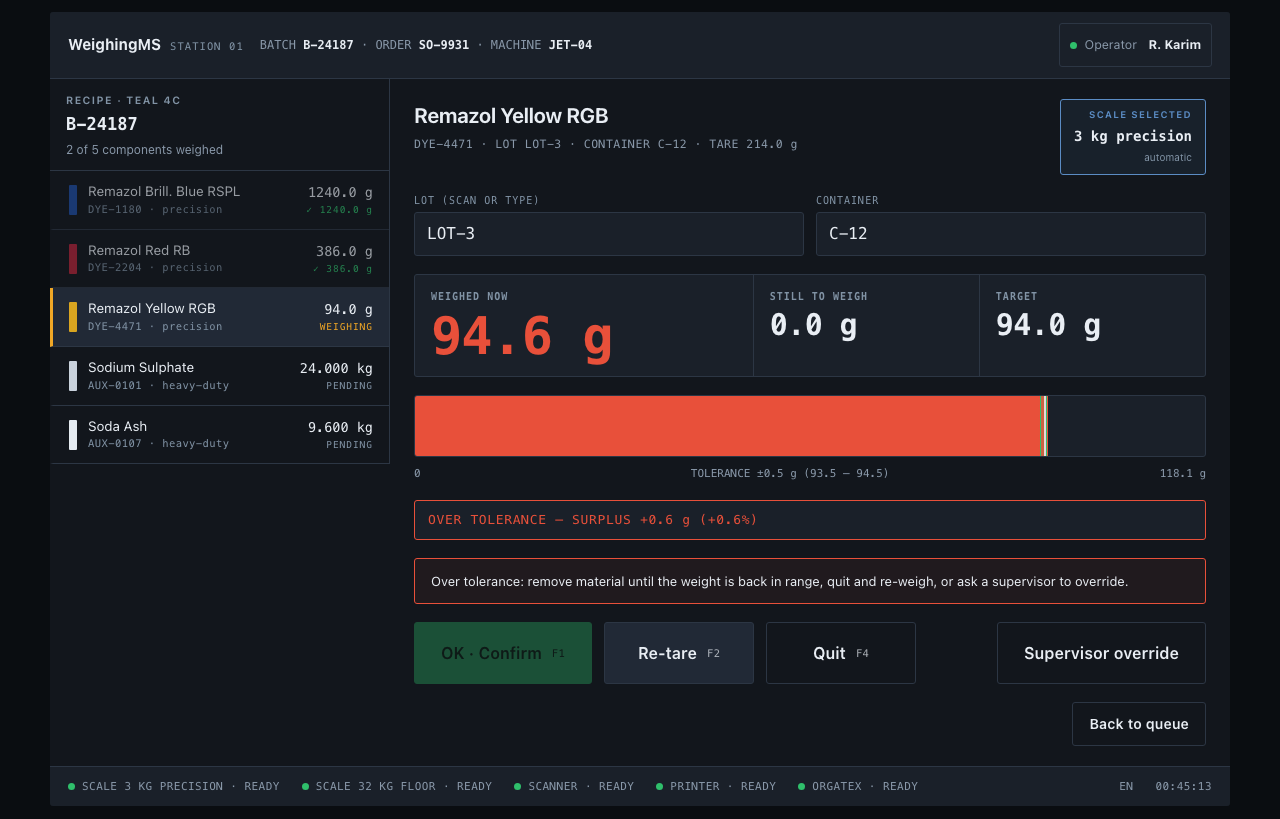 WeighingMS STATION 01 BATCH B−24187 · ORDER SO−9931 · MACHINE JET−04
Operator R. Karim
RECIPE · TEAL 4C
B−24187
2 of 5 components weighed
Remazol Brill. Blue RSPL 1240.0 g
DYE−1180 · precision ✓ 1240.0 g
Remazol Red RB 386.0 g
DYE−2204 · precision ✓ 386.0 g
Remazol Yellow RGB 94.0 g
DYE−4471 · precision WEIGHING
Sodium Sulphate 24.000 kg
AUX−0101 · heavy−duty PENDING
Soda Ash 9.600 kg
AUX−0107 · heavy−duty PENDING
Remazol Yellow RGB
DYE−4471 · LOT LOT−3 · CONTAINER C−12 · TARE 214.0 g
SCALE SELECTED
3 kg precision
automatic
LOT (SCAN OR TYPE) CONTAINER
LOT−3 C−12
WEIGHED NOW STILL TO WEIGH TARGET
94.6 g 0.0 g 94.0 g
0 TOLERANCE ±0.5 g (93.5 – 94.5) 118.1 g
OVER TOLERANCE — SURPLUS +0.6 g (+0.6%)
Over tolerance: remove material until the weight is back in range, quit and re-weigh, or ask a supervisor to override.
OK · Confirm F1 Re-tare F2 Quit F4 Supervisor override
Back to queue
SCALE 3 KG PRECISION · READY SCALE 32 KG FLOOR · READY SCANNER · READY PRINTER · READY ORGATEX · READY EN 00:45:13